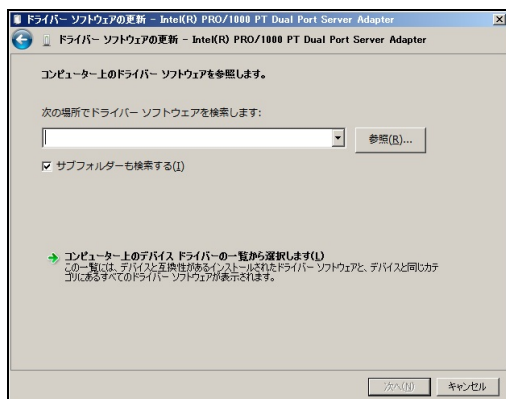 ドライバー ソフトウェアの更新 - Intel(R) PRO/1000 PT Dual Port Server Adapter
ドライバー ソフトウェアの更新 - Intel(R) PRO/1000 PT Dual Port Server Adapter
コンピューター上のドライバー ソフトウェアを参照します。
次の場所でドライバー ソフトウェアを検索します:
参照(R)...
サブフォルダーも検索する(I)
コンピューター上のデバイス ドライバーの一覧から選択します(L)
この一覧には、デバイスと互換性があるインストールされたドライバー ソフトウェアと、デバイスと同じカテ
ゴリにあるすべてのドライバー ソフトウェアが表示されます。
次へ(N)
キャンセル